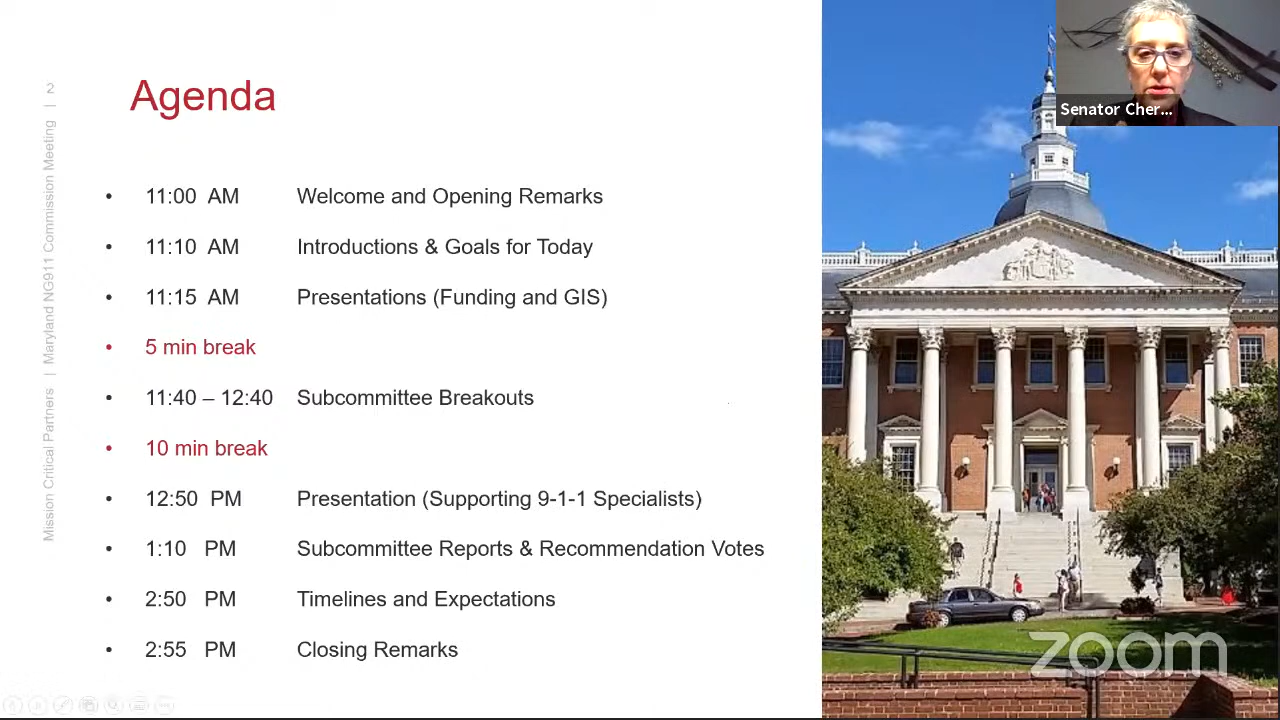 Agenda
11:00 AM Welcome and Opening Remarks
11:10 AM Introductions & Goals for Today
11:15 AM Presentations (Funding and GIS)
5 min break
11:40 – 12:40 Subcommittee Breakouts
10 min break
12:50 PM Presentation (Supporting 9-1-1 Specialists)
1:10 PM Subcommittee Reports & Recommendation Votes
2:50 PM Timelines and Expectations
2:55 PM Closing Remarks
Mission Critical Partners | Maryland NG911 Commission Meeting | 2
Senator Cher...
zoom